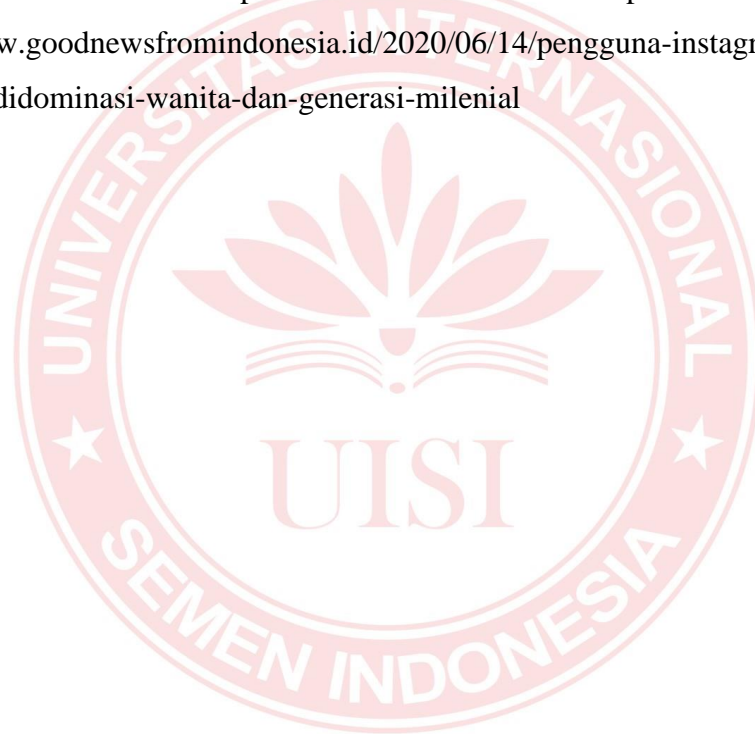 w.goodnewsfromindonesia.id/2020/06/14/pengguna-instagr
didominasi-wanita-dan-generasi-milenial
UNIVERSITAS INTERNASIONAL
UISI
SEMEN INDONESIA